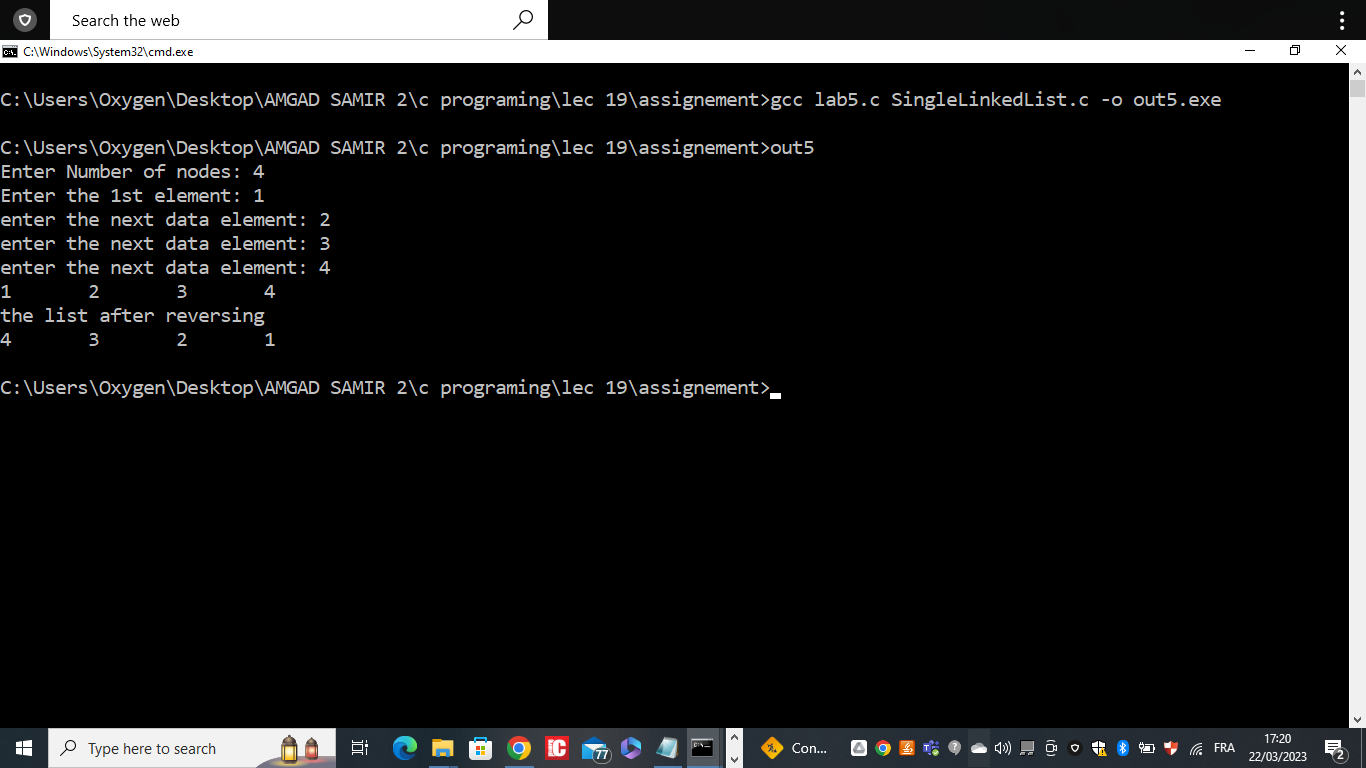 Search the web
C:\Windows\System32\cmd.exe
C:\Users\Oxygen\Desktop\AMGAD SAMIR 2\c programing\lec 19\assignement>gcc lab5.c SingleLinkedList.c -o out5.exe
C:\Users\Oxygen\Desktop\AMGAD SAMIR 2\c programing\lec 19\assignement>out5
Enter Number of nodes: 4
Enter the 1st element: 1
enter the next data element: 2
enter the next data element: 3
enter the next data element: 4
1 2 3 4
the list after reversing
4 3 2 1
C:\Users\Oxygen\Desktop\AMGAD SAMIR 2\c programing\lec 19\assignement>
Type here to search
77
Con...
FRA
17:20
22/03/2023
2